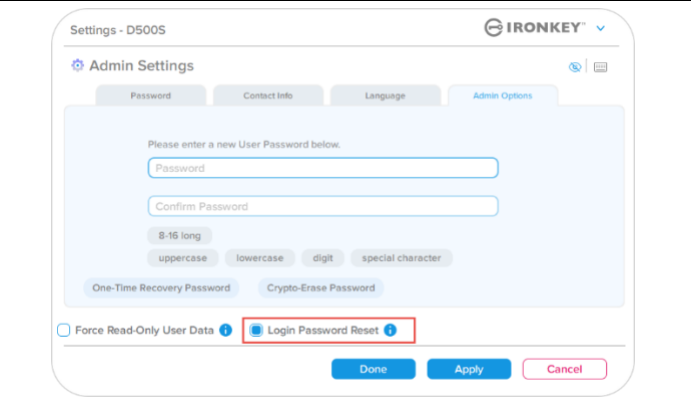 Settings - D500S
IRONKEY™
Admin Settings
Password Contact Info Language Admin Options
Please enter a new User Password below.
Password
Confirm Password
8-16 long
uppercase lowercase digit special character
One-Time Recovery Password Crypto-Erase Password
Force Read-Only User Data i Login Password Reset i
Done Apply Cancel